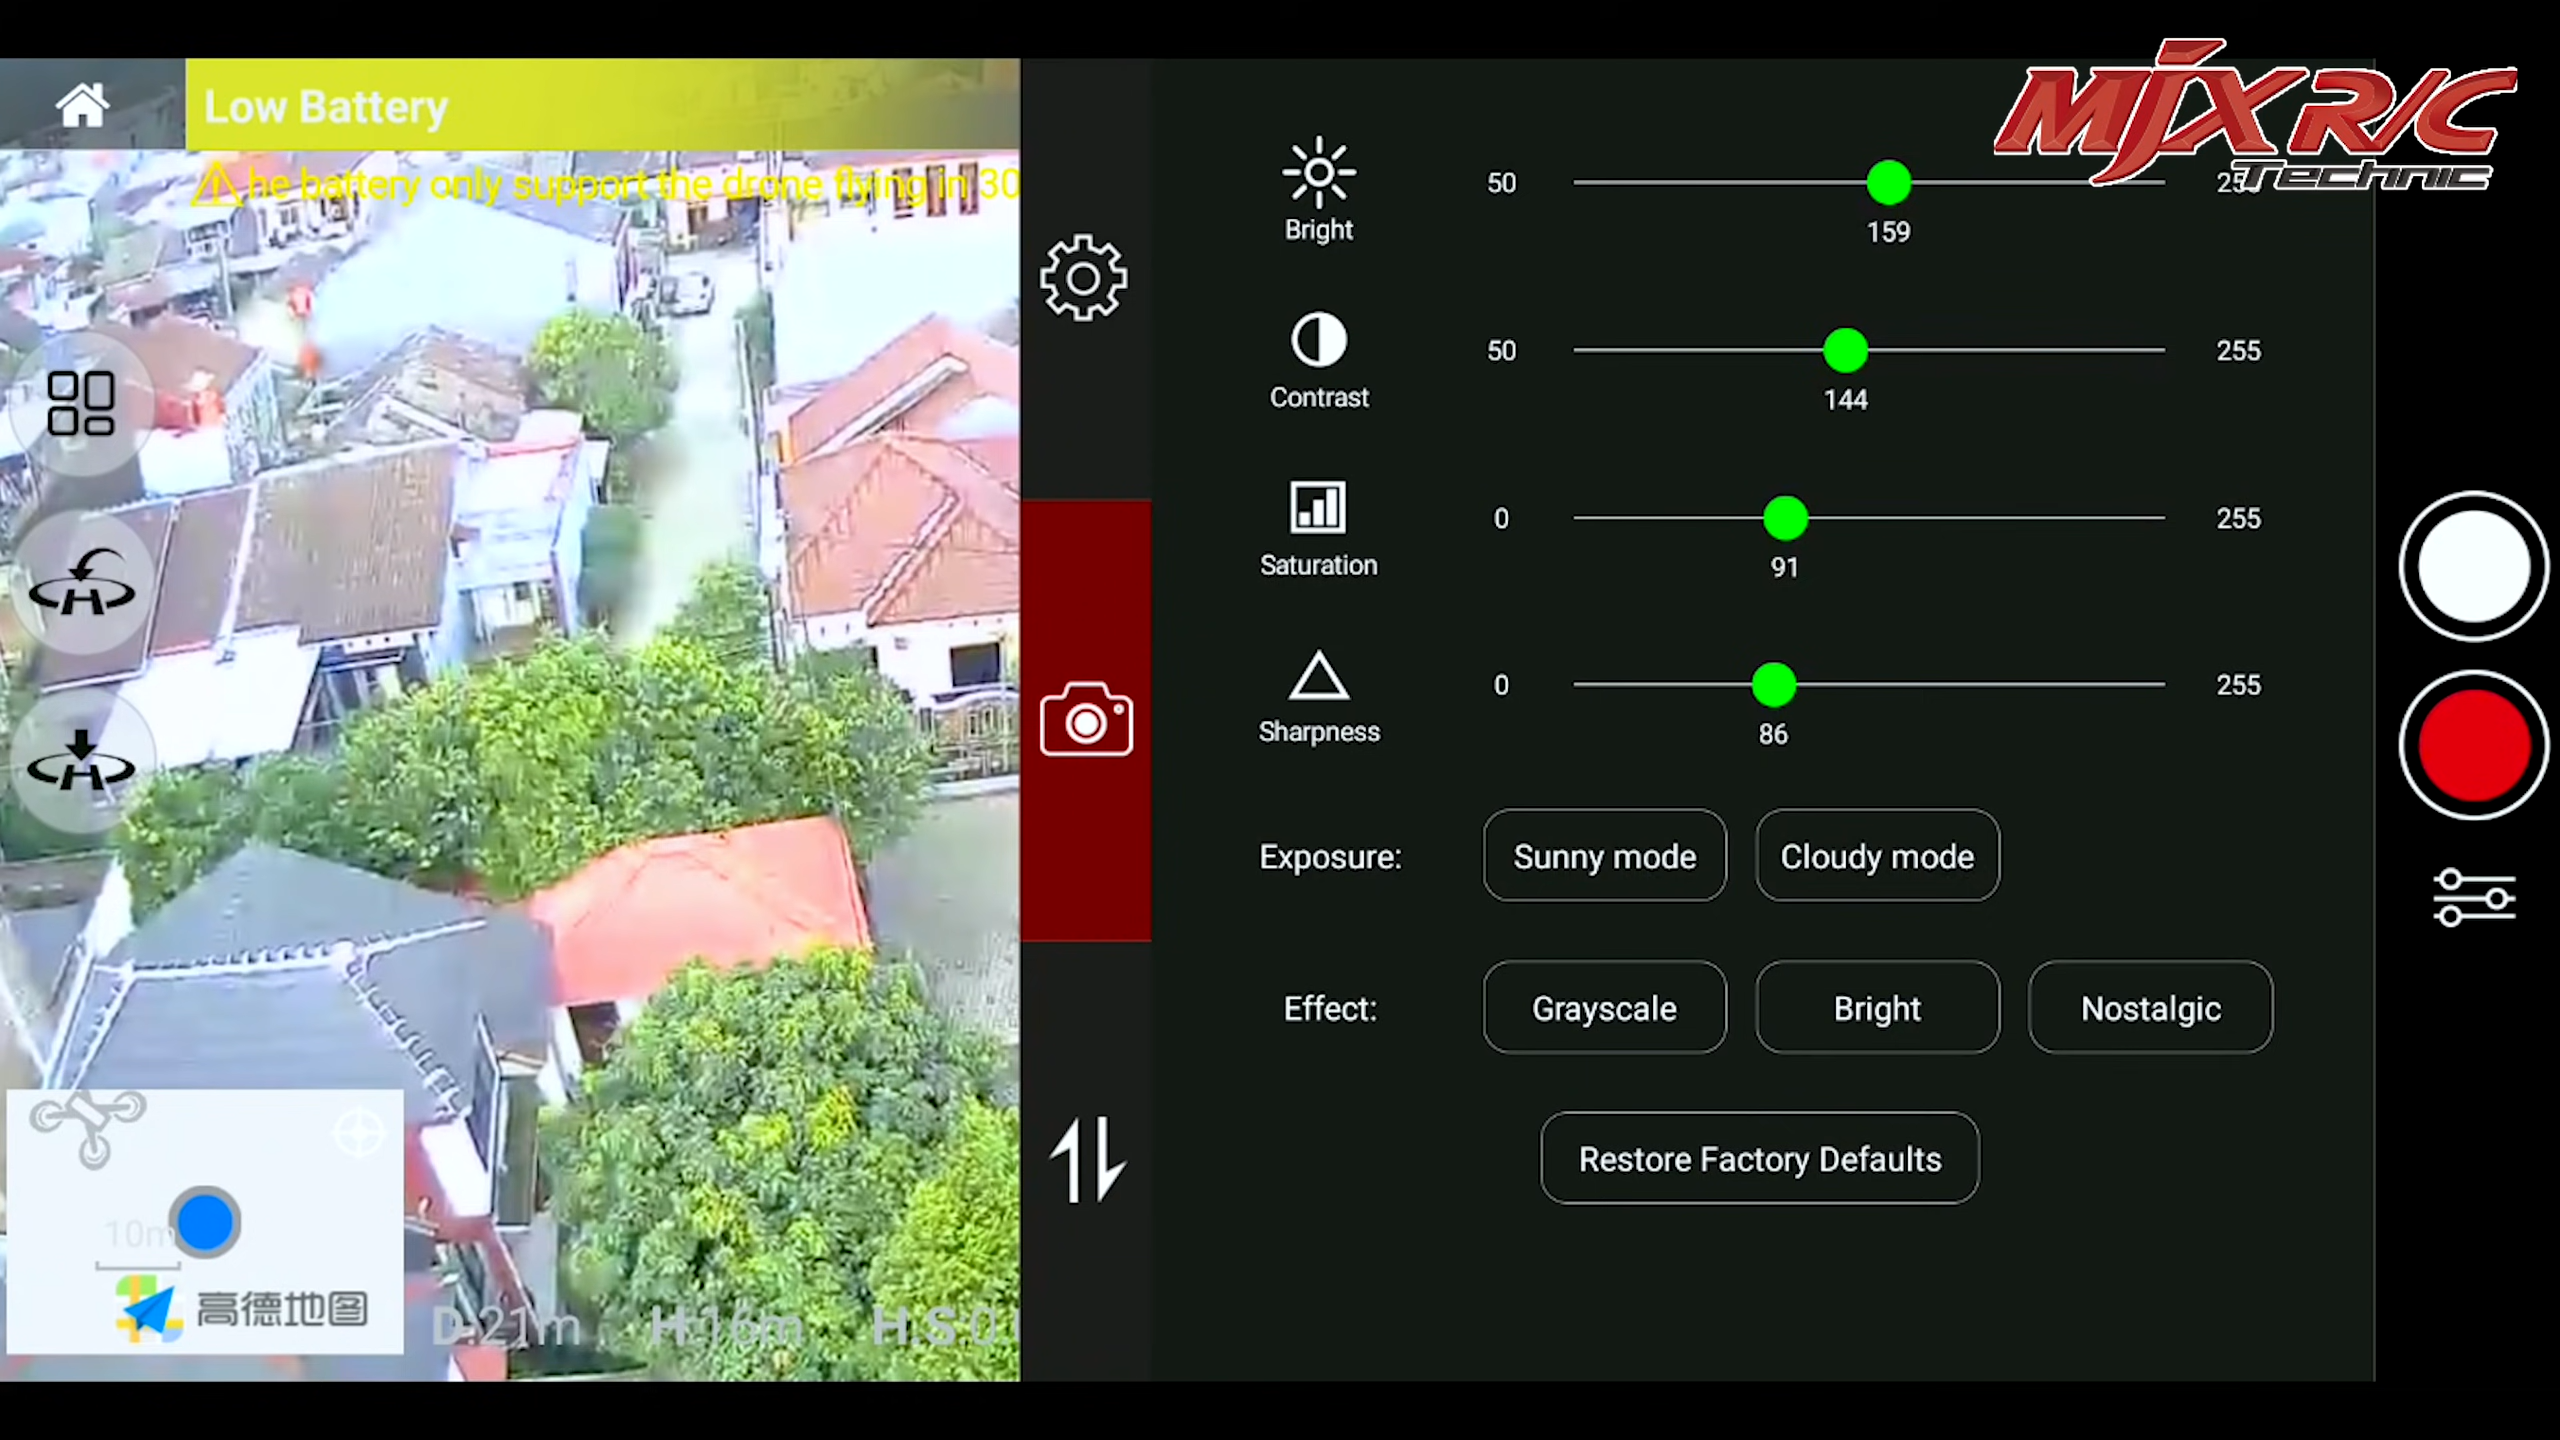 Low Battery
he battery only support the drone flying in 30
MJX R/C
Technic
Bright
50
159
Contrast
50
255
144
Saturation
0
255
91
Sharpness
0
255
86
Exposure:
Sunny mode
Cloudy mode
Effect:
Grayscale
Bright
Nostalgic
Restore Factory Defaults
10m
高德地图
D:21m
H:16m
H.S:0.